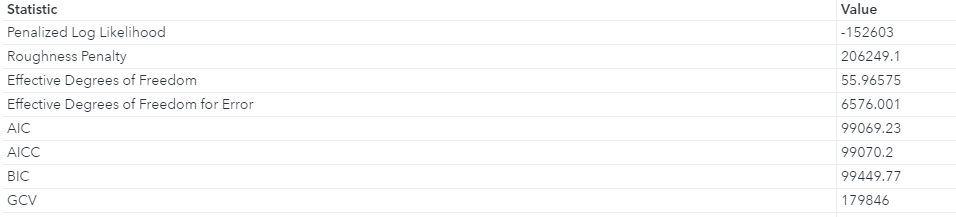 Statistic Value
Penalized Log Likelihood -152603
Roughness Penalty 206249.1
Effective Degrees of Freedom 55.96575
Effective Degrees of Freedom for Error 6576.001
AIC 99069.23
AICC 99070.2
BIC 99449.77
GCV 179846